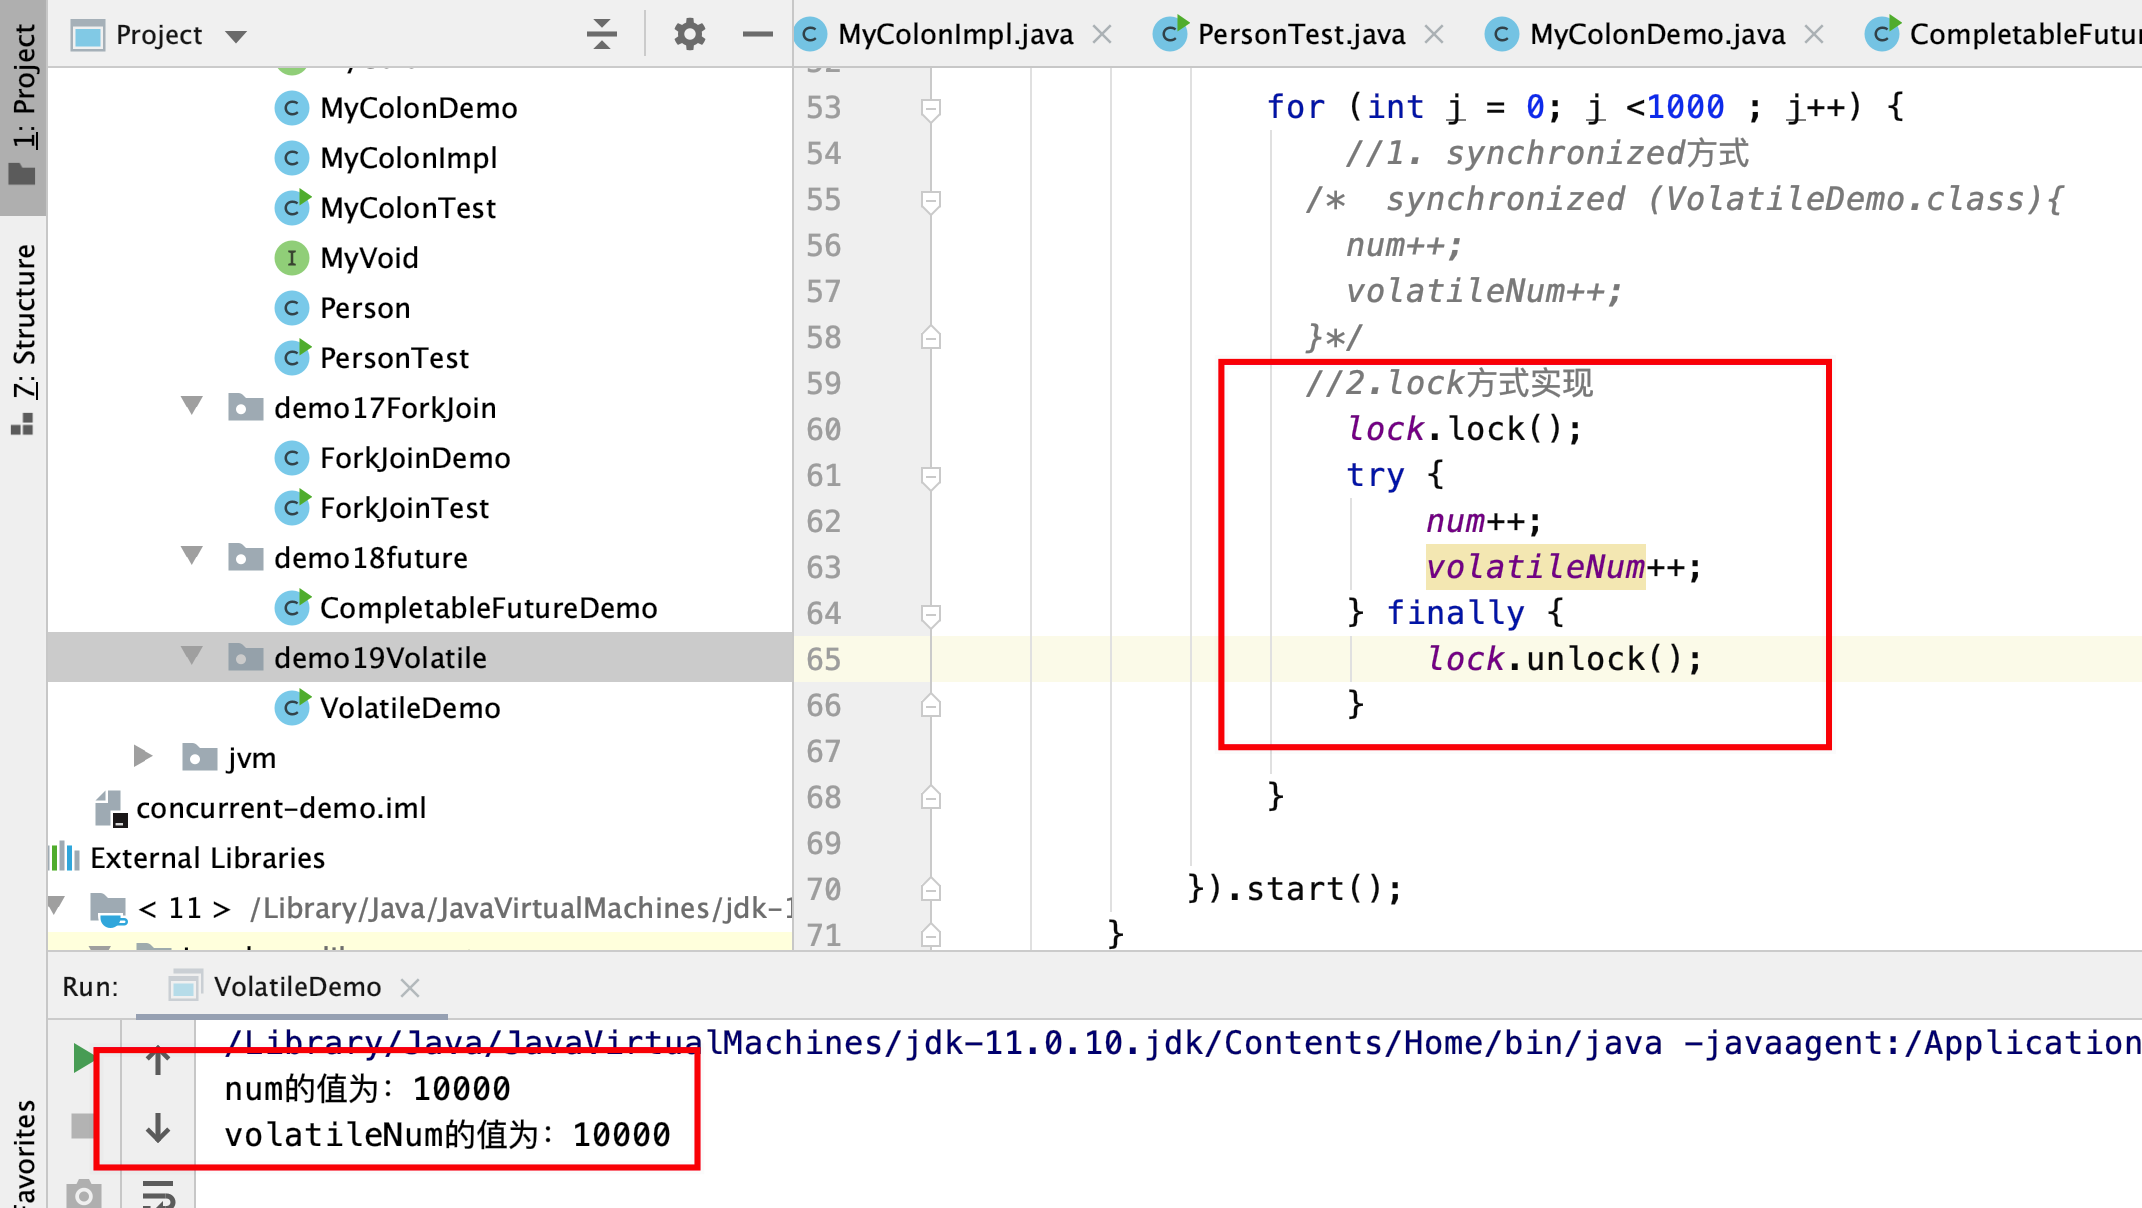 Project
MyColonImpl.java
PersonTest.java
MyColonDemo.java
1: Project
7: Structure
MyColonDemo
MyColonImpl
MyColonTest
MyVoid
Person
PersonTest
demo17ForkJoin
ForkJoinDemo
ForkJoinTest
demo18future
CompletableFutureDemo
demo19Volatile
VolatileDemo
jvm
concurrent-demo.iml
External Libraries
< 11 > /Library/Java/JavaVirtualMachines/jdk-1
53 for (int j = 0; j <1000 ; j++) {
54 //1. synchronized方式
55 /* synchronized (VolatileDemo.class){
56 num++;
57 volatileNum++;
58 }*/
59 //2.lock方式实现
60 lock.lock();
61 try {
62 num++;
63 volatileNum++;
64 } finally {
65 lock.unlock();
66 }
67
68 }
69
70 }).start();
71 }
Run: VolatileDemo
/Library/Java/JavaVirtualMachines/jdk-11.0.10.jdk/Contents/Home/bin/java -javaagent:/Application
num的值为：10000
volatileNum的值为：10000